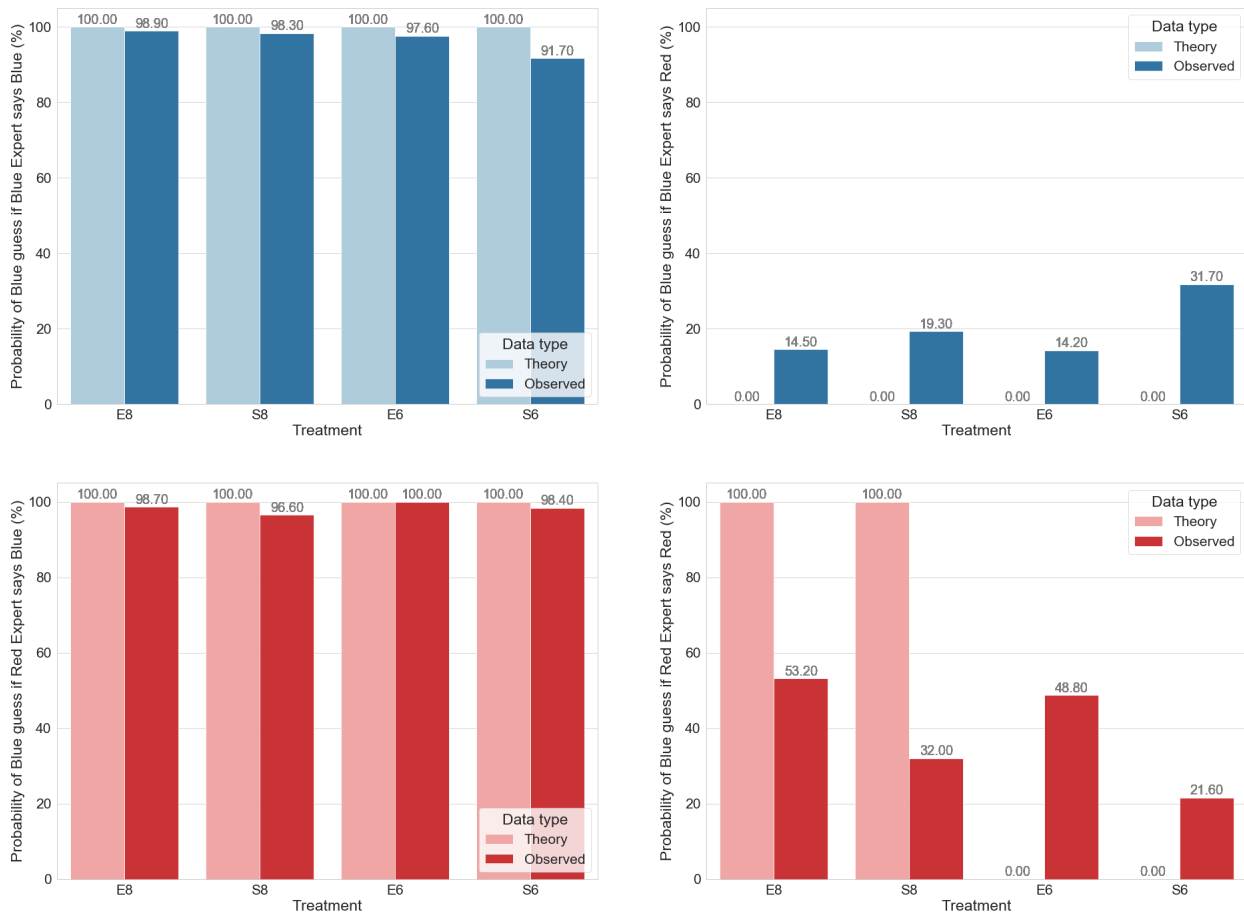 Probability of Blue guess if Blue Expert says Blue (%)
100
80
60
40
20
0
100.00 98.90 100.00 98.30 100.00 97.60 100.00 91.70
Data type
Theory
Observed
E8 S8 E6 S6
Treatment
Probability of Blue guess if Blue Expert says Red (%)
100
80
60
40
20
0
Data type
Theory
Observed
0.00 14.50 0.00 19.30 0.00 14.20 0.00 31.70
E8 S8 E6 S6
Treatment
Probability of Blue guess if Red Expert says Blue (%)
100
80
60
40
20
0
100.00 98.70 100.00 96.60 100.00 100.00 100.00 98.40
Data type
Theory
Observed
E8 S8 E6 S6
Treatment
Probability of Blue guess if Red Expert says Red (%)
100
80
60
40
20
0
100.00 53.20 100.00 32.00 0.00 48.80 0.00 21.60
Data type
Theory
Observed
E8 S8 E6 S6
Treatment